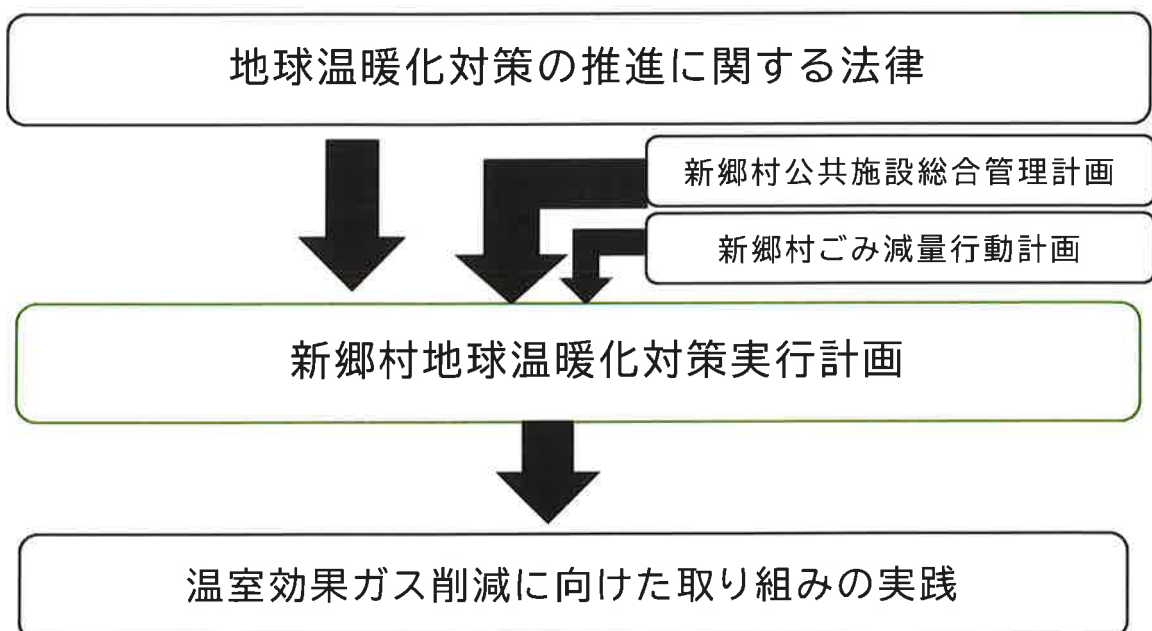 地球温暖化対策の推進に関する法律
新郷村公共施設総合管理計画
新郷村ごみ減量行動計画
新郷村地球温暖化対策実行計画
温室効果ガス削減に向けた取り組みの実践